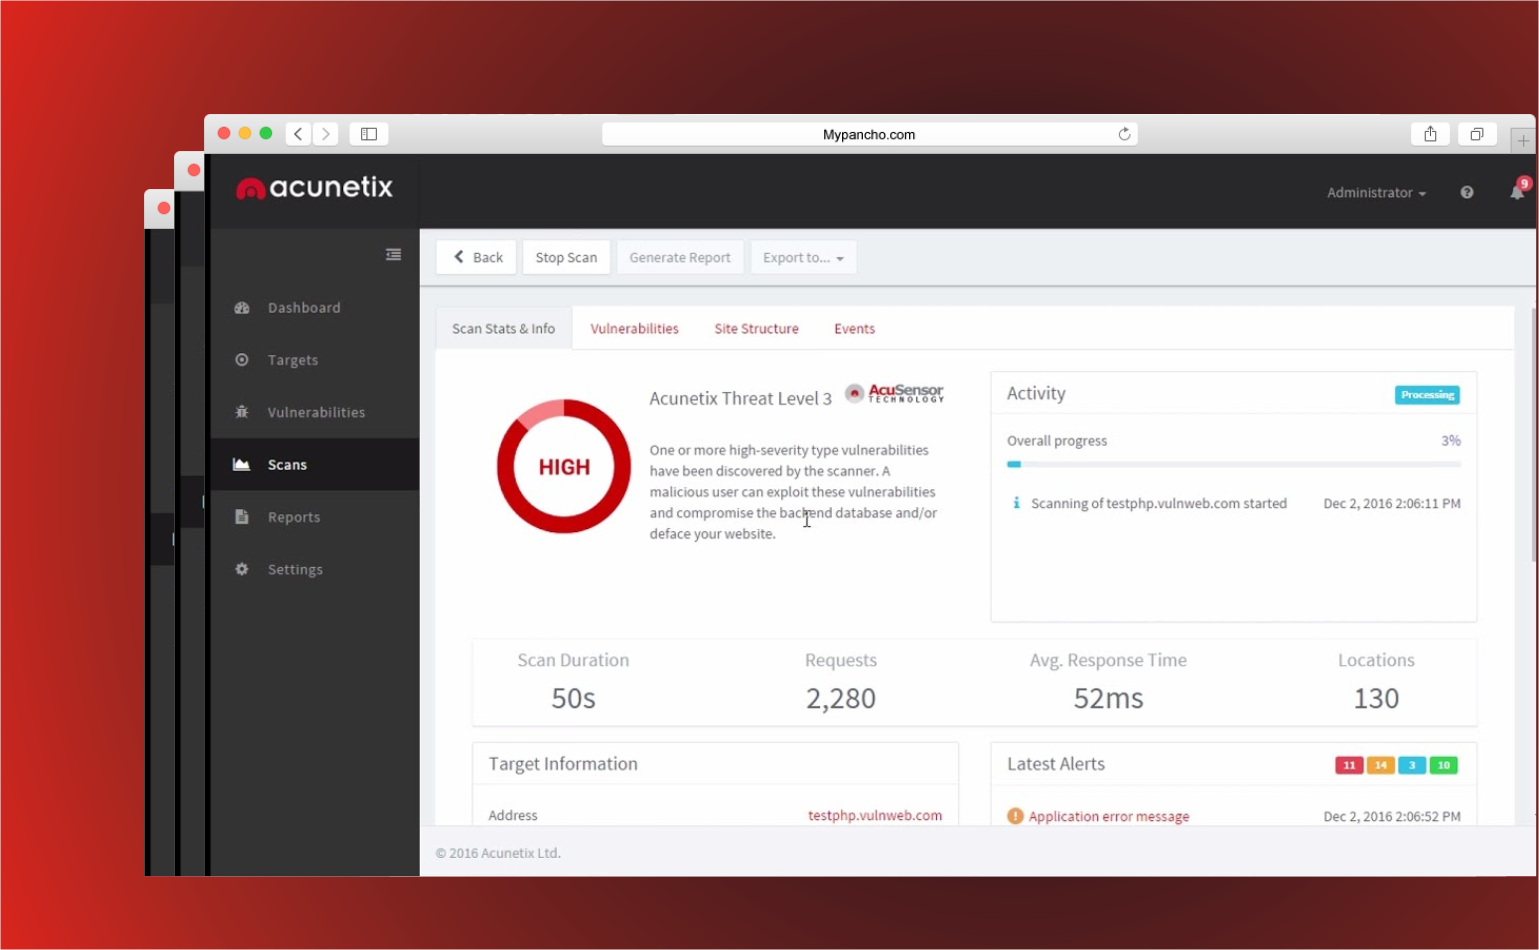 Mypancho.com
acunetix
Administrator
9
Back
Stop Scan
Generate Report
Export to...
Dashboard
Targets
Vulnerabilities
Scans
Reports
Settings
Scan Stats & Info
Vulnerabilities
Site Structure
Events
HIGH
Acunetix Threat Level 3
AcuSensor
TECHNOLOGY
One or more high-severity type vulnerabilities
have been discovered by the scanner. A
malicious user can exploit these vulnerabilities
and compromise the backend database and/or
deface your website.
Activity
Processing
Overall progress
3%
Scanning of testphp.vulnweb.com started
Dec 2, 2016 2:06:11 PM
Scan Duration
50s
Requests
2,280
Avg. Response Time
52ms
Locations
130
Target Information
Address
testphp.vulnweb.com
Latest Alerts
11 14 3 10
Application error message
Dec 2, 2016 2:06:52 PM
© 2016 Acunetix Ltd.